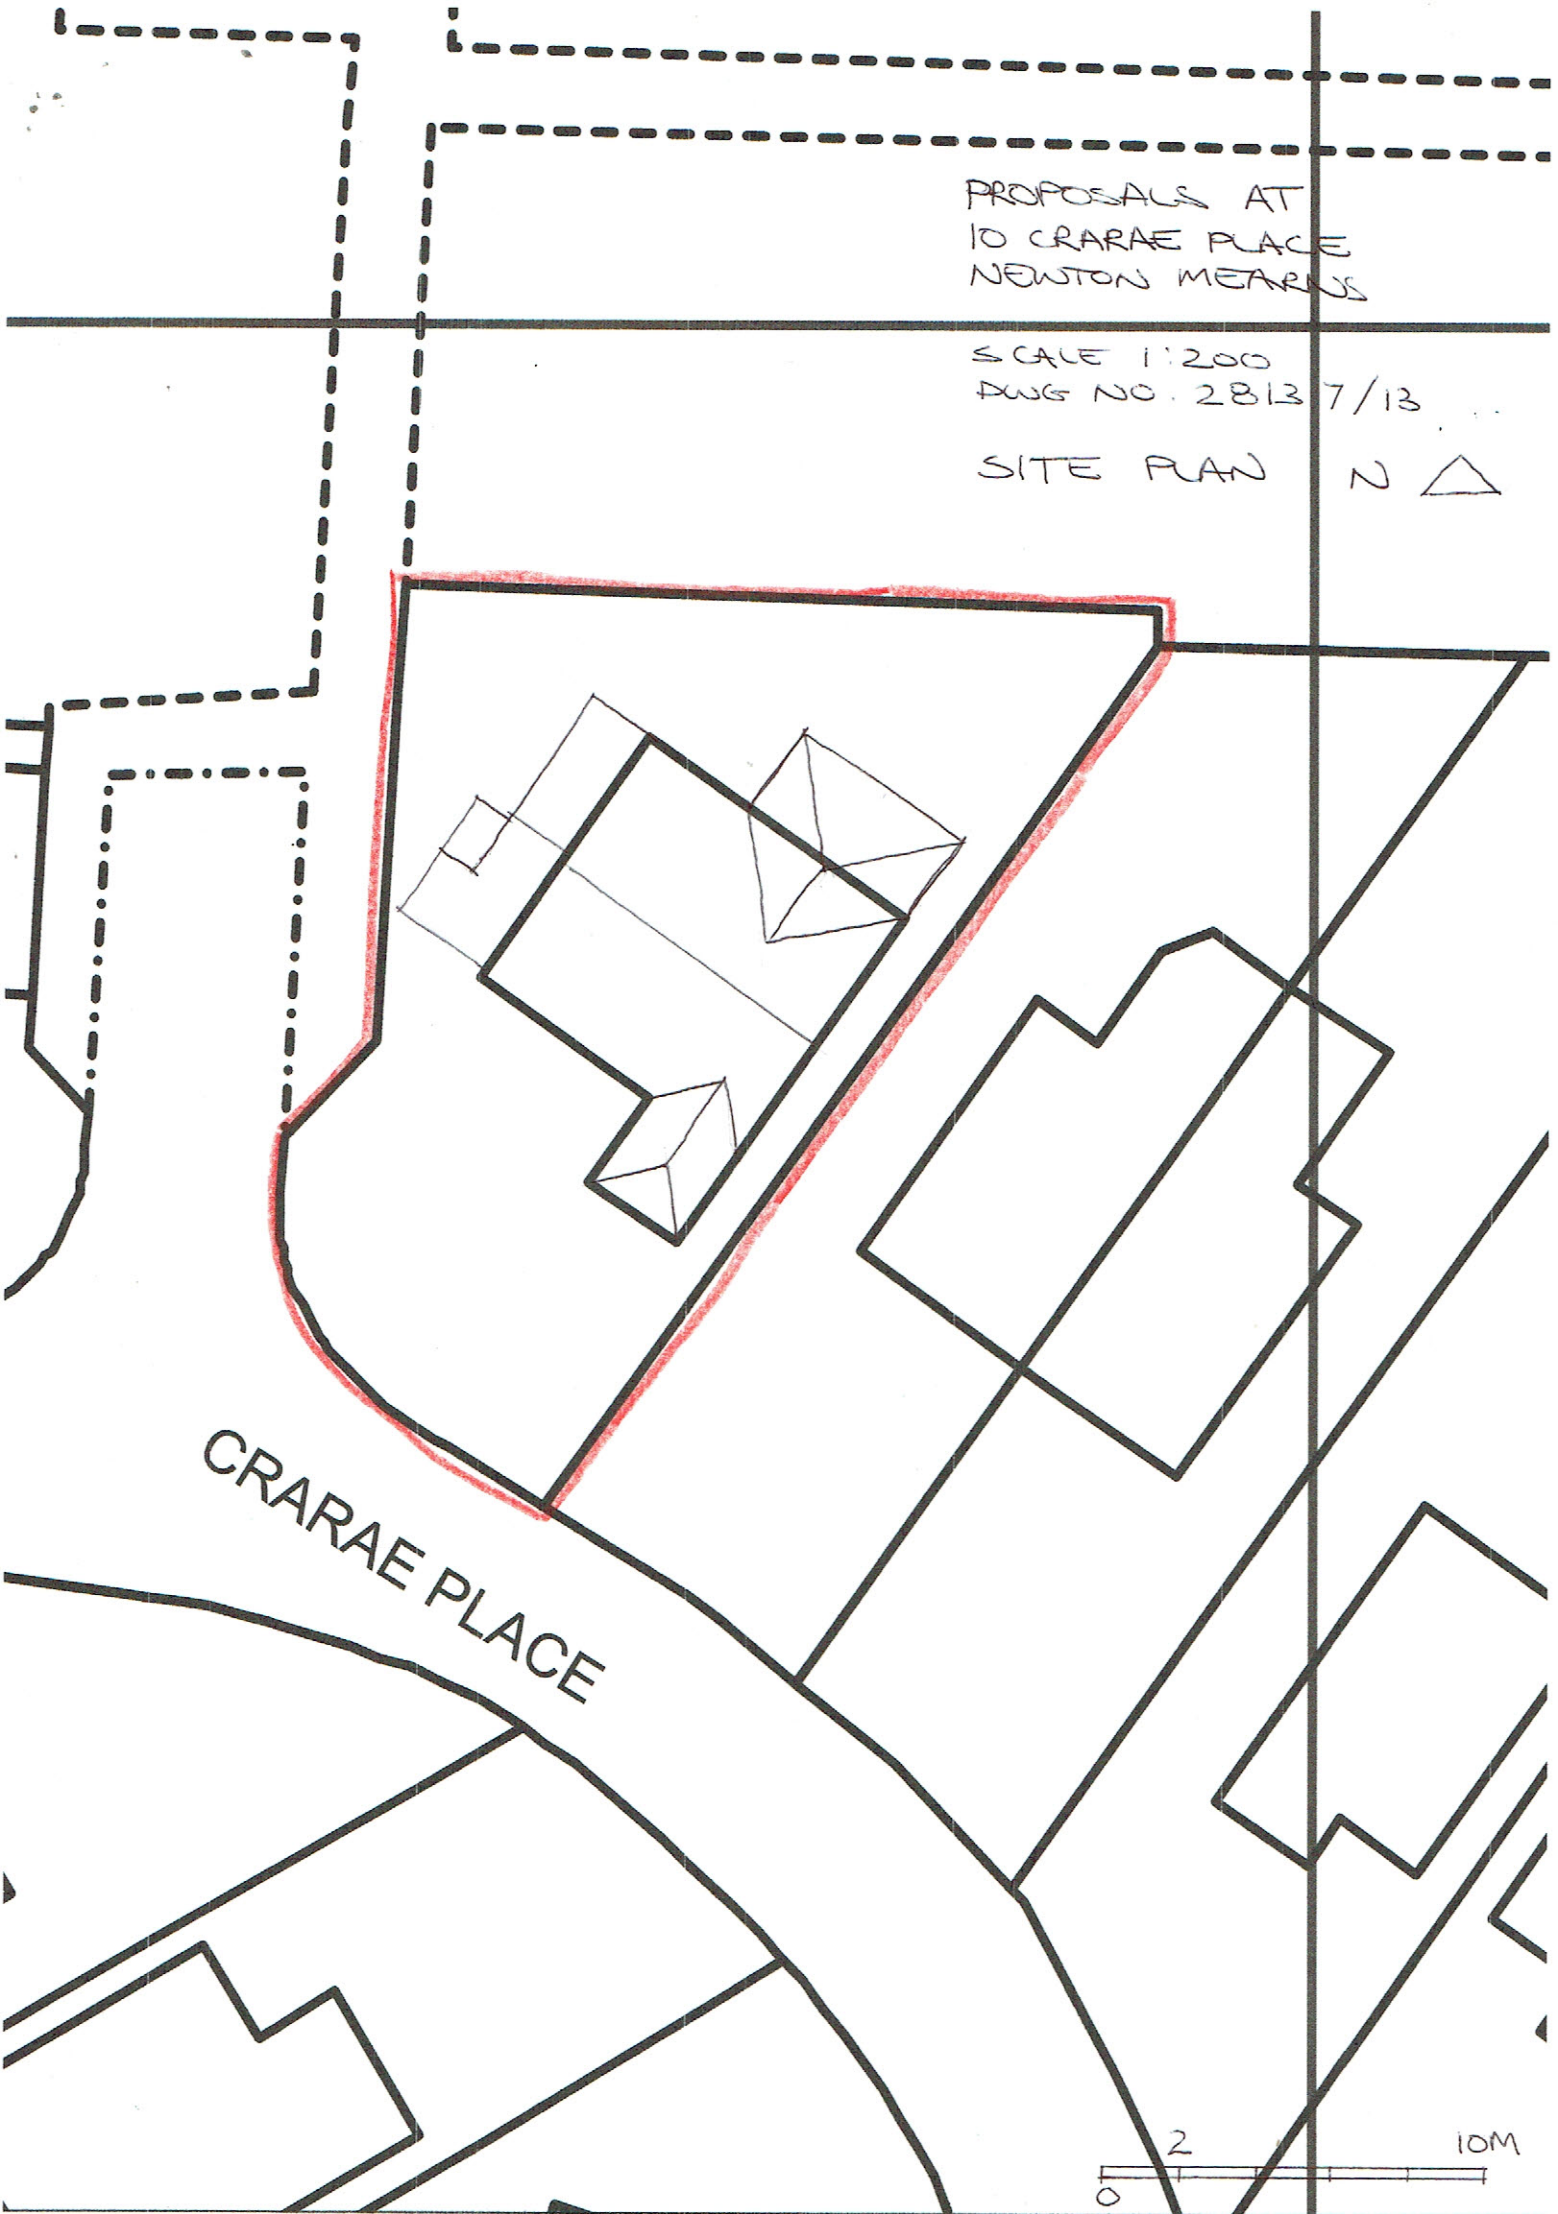 PROPOSALS AT
10 CRARAE PLACE
NEWTON MEARNS
SCALE 1:200
DWG NO. 2813 7/13
SITE PLAN N
CRARAE PLACE
2 10M
0